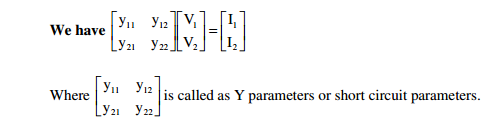 We have [y₁₁ y₁₂; y₂₁ y₂₂][V₁; V₂]=[I₁; I₂]
Where [y₁₁ y₁₂; y₂₁ y₂₂] is called as Y parameters or short circuit parameters.